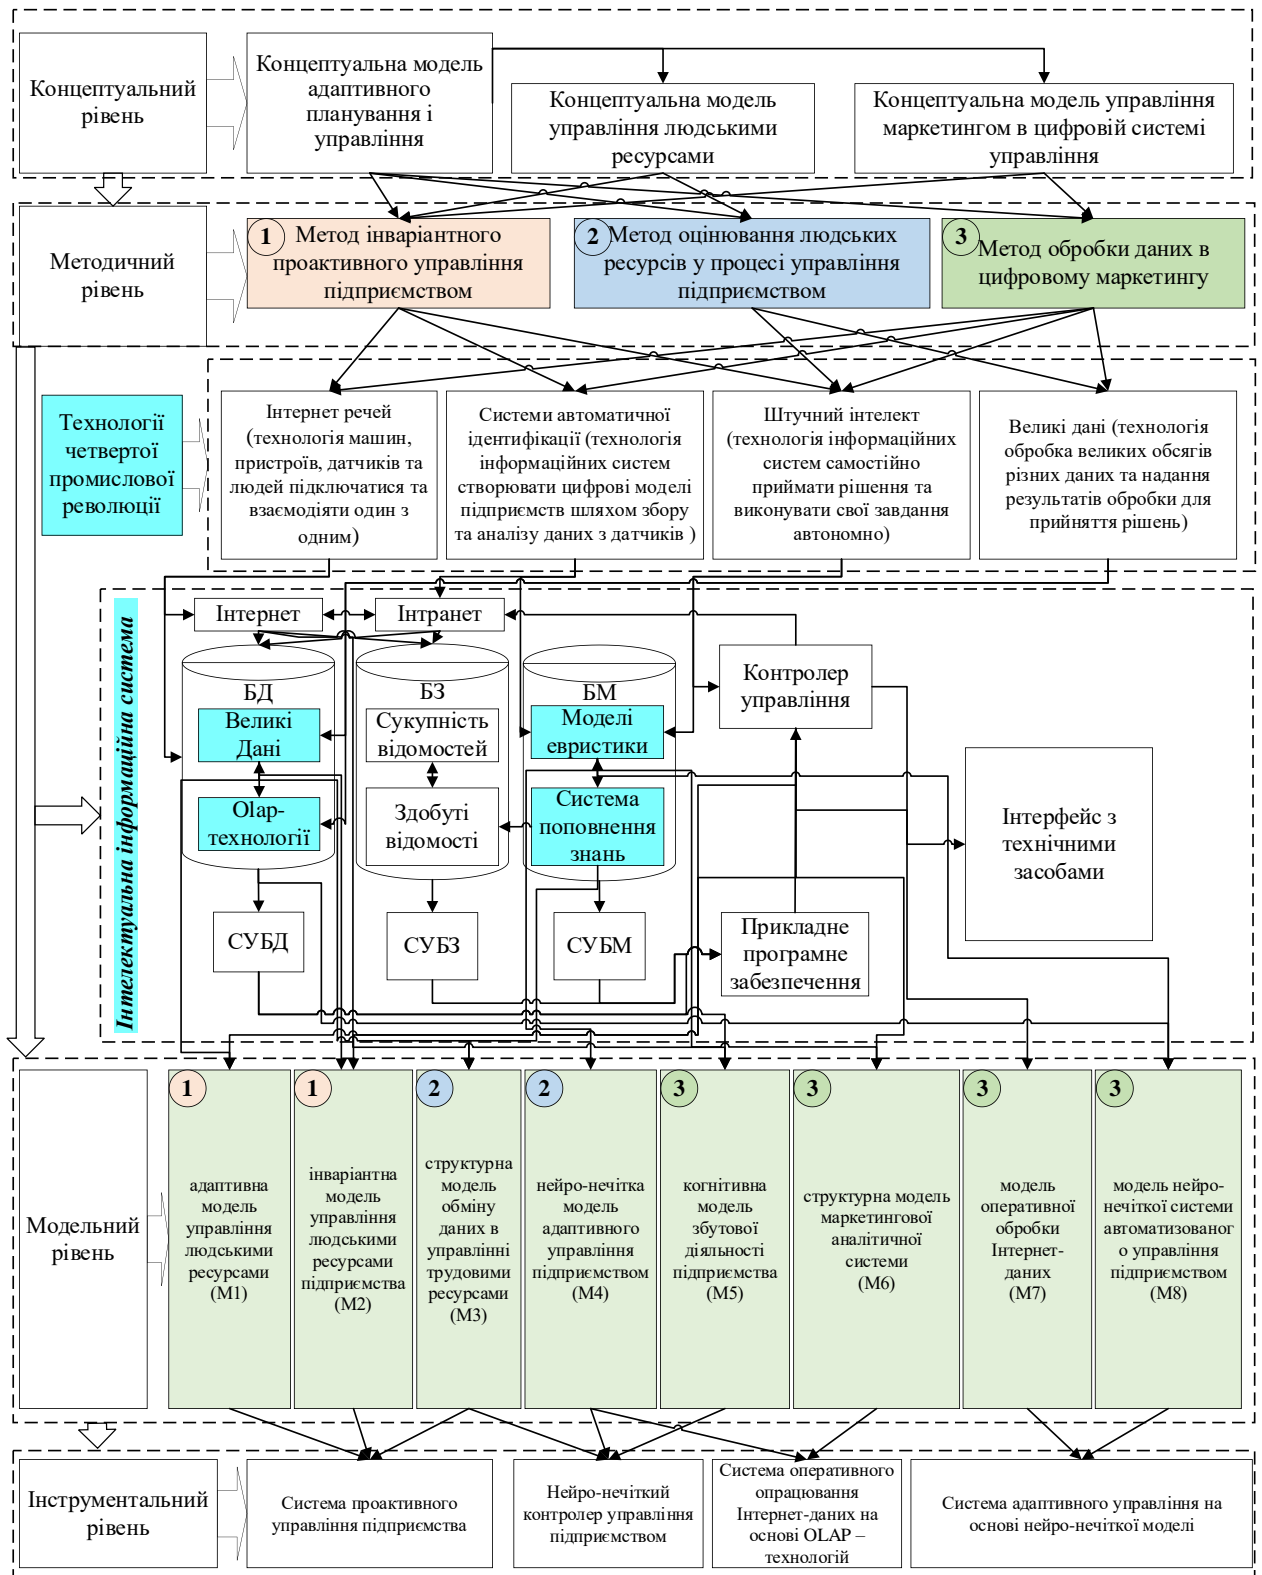 Концептуальний
рівень
Концептуальна модель
адаптивного
планування і
управління
Концептуальна модель
управління людськими
ресурсами
Концептуальна модель управління
маркетингом в цифровій системі
управління
Методичний
рівень
1
Метод інваріантного
проактивного управління
підприємством
2
Метод оцінювання людських
ресурсів у процесі управління
підприємством
3
Метод обробки даних в
цифровому маркетингу
Технології
четвертої
промислової
революції
Інтернет речей
(технологія машин,
пристроїв, датчиків та
людей підключатися та
взаємодіяти один з
одним)
Системи автоматичної
ідентифікації (технологія
інформаційних систем
створювати цифрові моделі
підприємств шляхом збору
та аналізу даних з датчиків )
Штучний інтелект
(технологія інформаційних
систем самостійно
приймати рішення та
виконувати свої завдання
автономно)
Великі дані (технологія
обробка великих обсягів
різних даних та надання
результатів обробки для
прийняття рішень)
Інтелектуальна інформаційна система
Інтернет
Інтранет
БД
Великі
Дані
Olap-
технології
БЗ
Сукупність
відомостей
Здобуті
відомості
БМ
Моделі
евристики
Система
поповнення
знань
Контролер
управління
Інтерфейс з
технічними
засобами
СУБД
СУБЗ
СУБМ
Прикладне
програмне
забезпечення
Модельний
рівень
1
адаптивна
модель
управління
людськими
ресурсами
(М1)
1
інваріантна
модель
управління
людськими
ресурсами
підприємства
(М2)
2
структурна
модель
обміну
даних в
управлінні
трудовими
ресурсами
(М3)
2
нейро-нечітка
модель
адаптивного
управління
підприємством
(М4)
3
когнітивна
модель
збутової
діяльності
підприємства
(М5)
3
структурна модель
маркетингової
аналітичної
системи
(М6)
3
модель
оперативної
обробки
Інтернет-
даних
(М7)
3
модель нейро-
нечіткої системи
автоматизованог
о управління
підприємством
(М8)
Інструментальний
рівень
Система проактивного
управління підприємства
Нейро-нечіткий
контролер управління
підприємством
Система оперативного
опрацювання
Інтернет-даних на
основі OLAP –
технологій
Система адаптивного управління на
основі нейро-нечіткої моделі